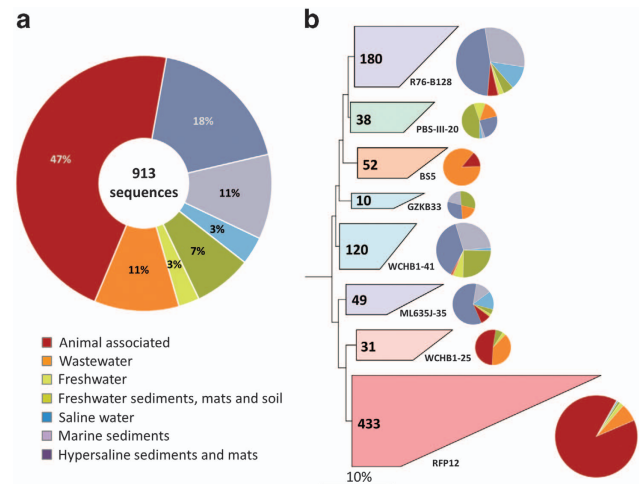 a
47%
18%
11%
3%
7%
3%
11%
913
sequences
Animal associated
Wastewater
Freshwater
Freshwater sediments, mats and soil
Saline water
Marine sediments
Hypersaline sediments and mats
b
180
R76-B128
38
PBS-III-20
52
BS5
10
GZKB33
120
WCHB1-41
49
ML635J-35
31
WCHB1-25
433
RFP12
10%